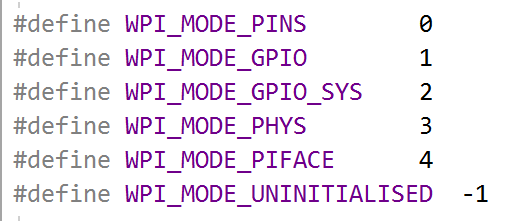 #define WPI_MODE_PINS 0
#define WPI_MODE_GPIO 1
#define WPI_MODE_GPIO_SYS 2
#define WPI_MODE_PHYS 3
#define WPI_MODE_PIFACE 4
#define WPI_MODE_UNINITIALISED -1